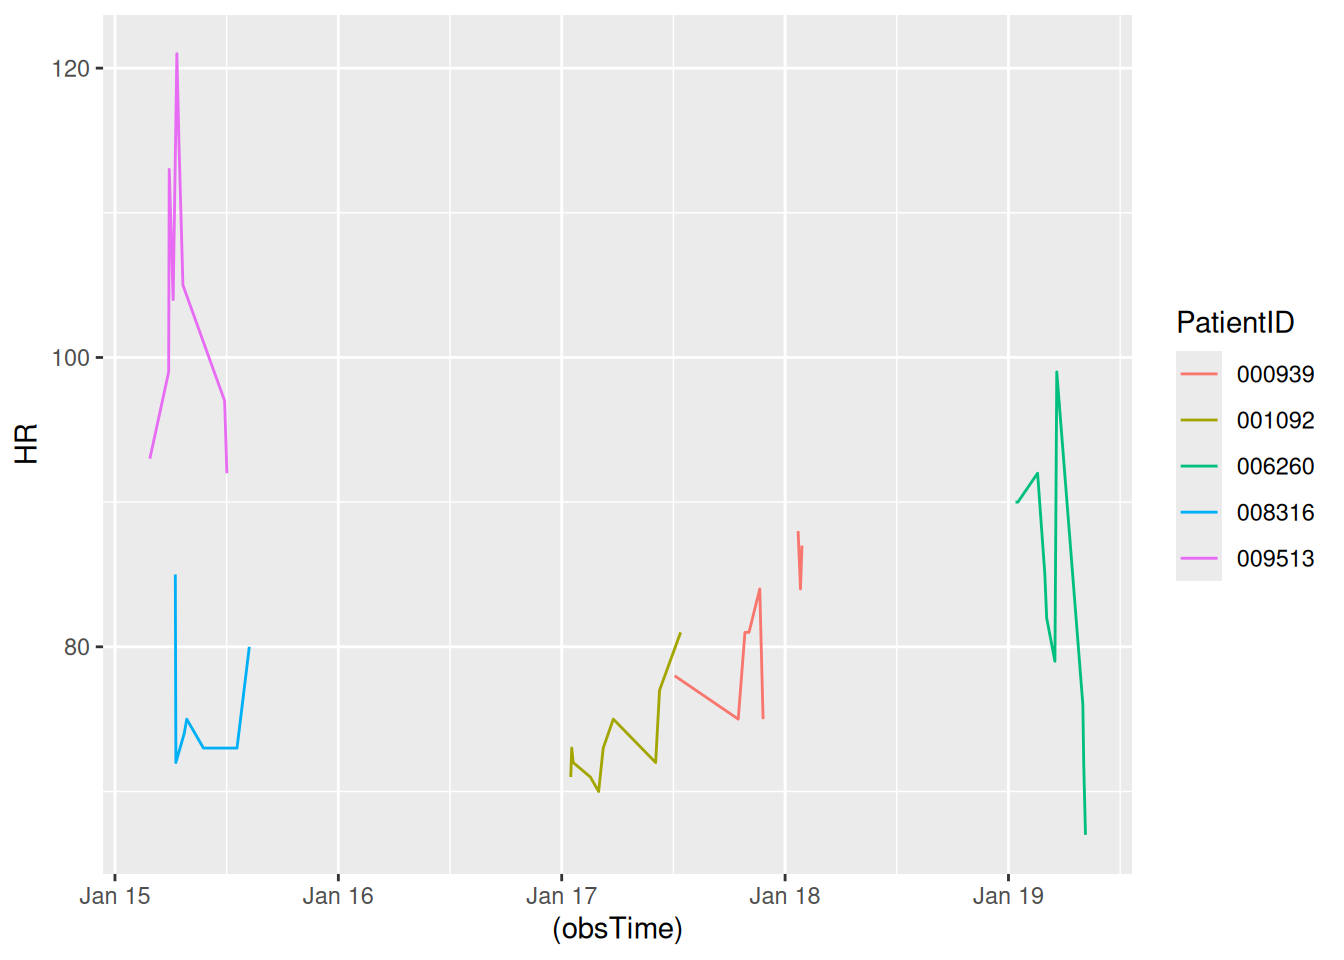 120
100
80
HR
Jan 15
Jan 16
Jan 17
Jan 18
Jan 19
(obsTime)
PatientID
000939
001092
006260
008316
009513